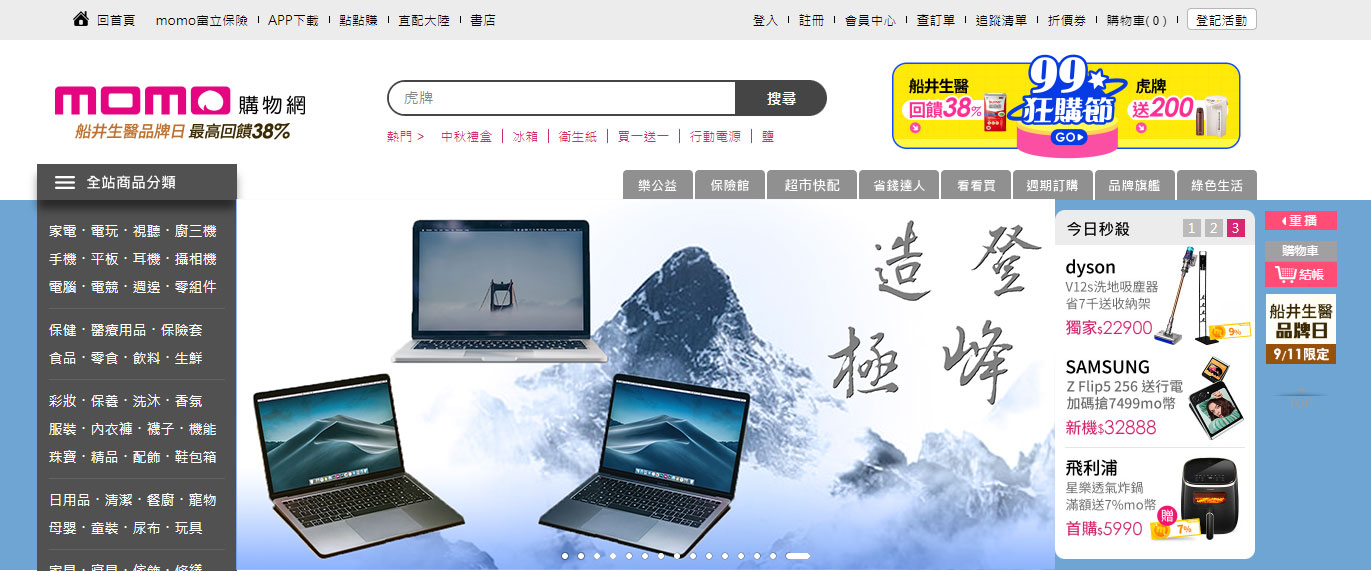 回首頁 momo富立保險 APP下載 點點賺 直配大陸 書店 登入 註冊 會員中心 查訂單 追蹤清單 折價券 購物車( 0 ) 登記活動
momo 購物網
船井生醫品牌日 最高回饋38%
虎牌 搜尋
熱門 > 中秋禮盒 冰箱 衛生紙 買一送一 行動電源 鹽
船井生醫
回饋38%
99
狂購節
GO
虎牌
送200
全站商品分類
樂公益 保險館 超市快配 省錢達人 看看買 週期訂購 品牌旗艦 綠色生活
家電・電玩・視聽・廚三機
手機・平板・耳機・攝相機
電腦・電競・週邊・零組件
保健・醫療用品・保險套
食品・零食・飲料・生鮮
彩妝・保養・洗沐・香氛
服裝・內衣褲・襪子・機能
珠寶・精品・配飾・鞋包箱
日用品・清潔・餐廚・寵物
母嬰・童裝・尿布・玩具
家具・寢具・傢飾・修繕
登峰
造極
今日秒殺 1 2 3
dyson
V12s洗地吸塵器
省7千送收納架
獨家$22900
9%
SAMSUNG
Z Flip5 256 送行電
加碼搶7499mo幣
新機$32888
飛利浦
星樂透氣炸鍋
滿額送7%mo幣
首購$5990
贈
7%
重播
購物車
結帳
船井生醫
品牌日
9/11限定